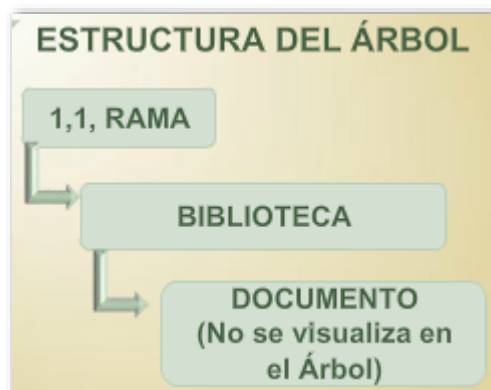 ESTRUCTURA DEL ÁRBOL
1,1, RAMA
BIBLIOTECA
DOCUMENTO
(No se visualiza en
el Árbol)